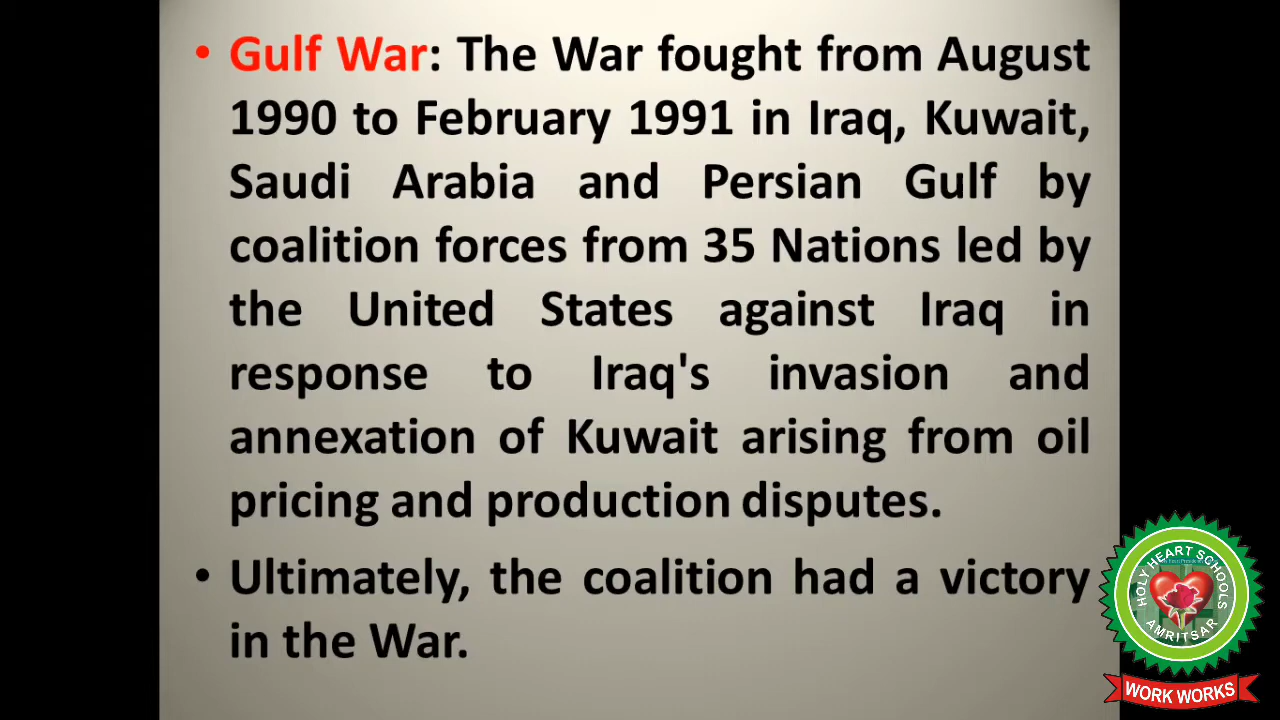 • Gulf War: The War fought from August
1990 to February 1991 in Iraq, Kuwait,
Saudi Arabia and Persian Gulf by
coalition forces from 35 Nations led by
the United States against Iraq in
response to Iraq's invasion and
annexation of Kuwait arising from oil
pricing and production disputes.
• Ultimately, the coalition had a victory
in the War.
HOLY HEART SCHOOLS
AMRITSAR
WORK WORKS